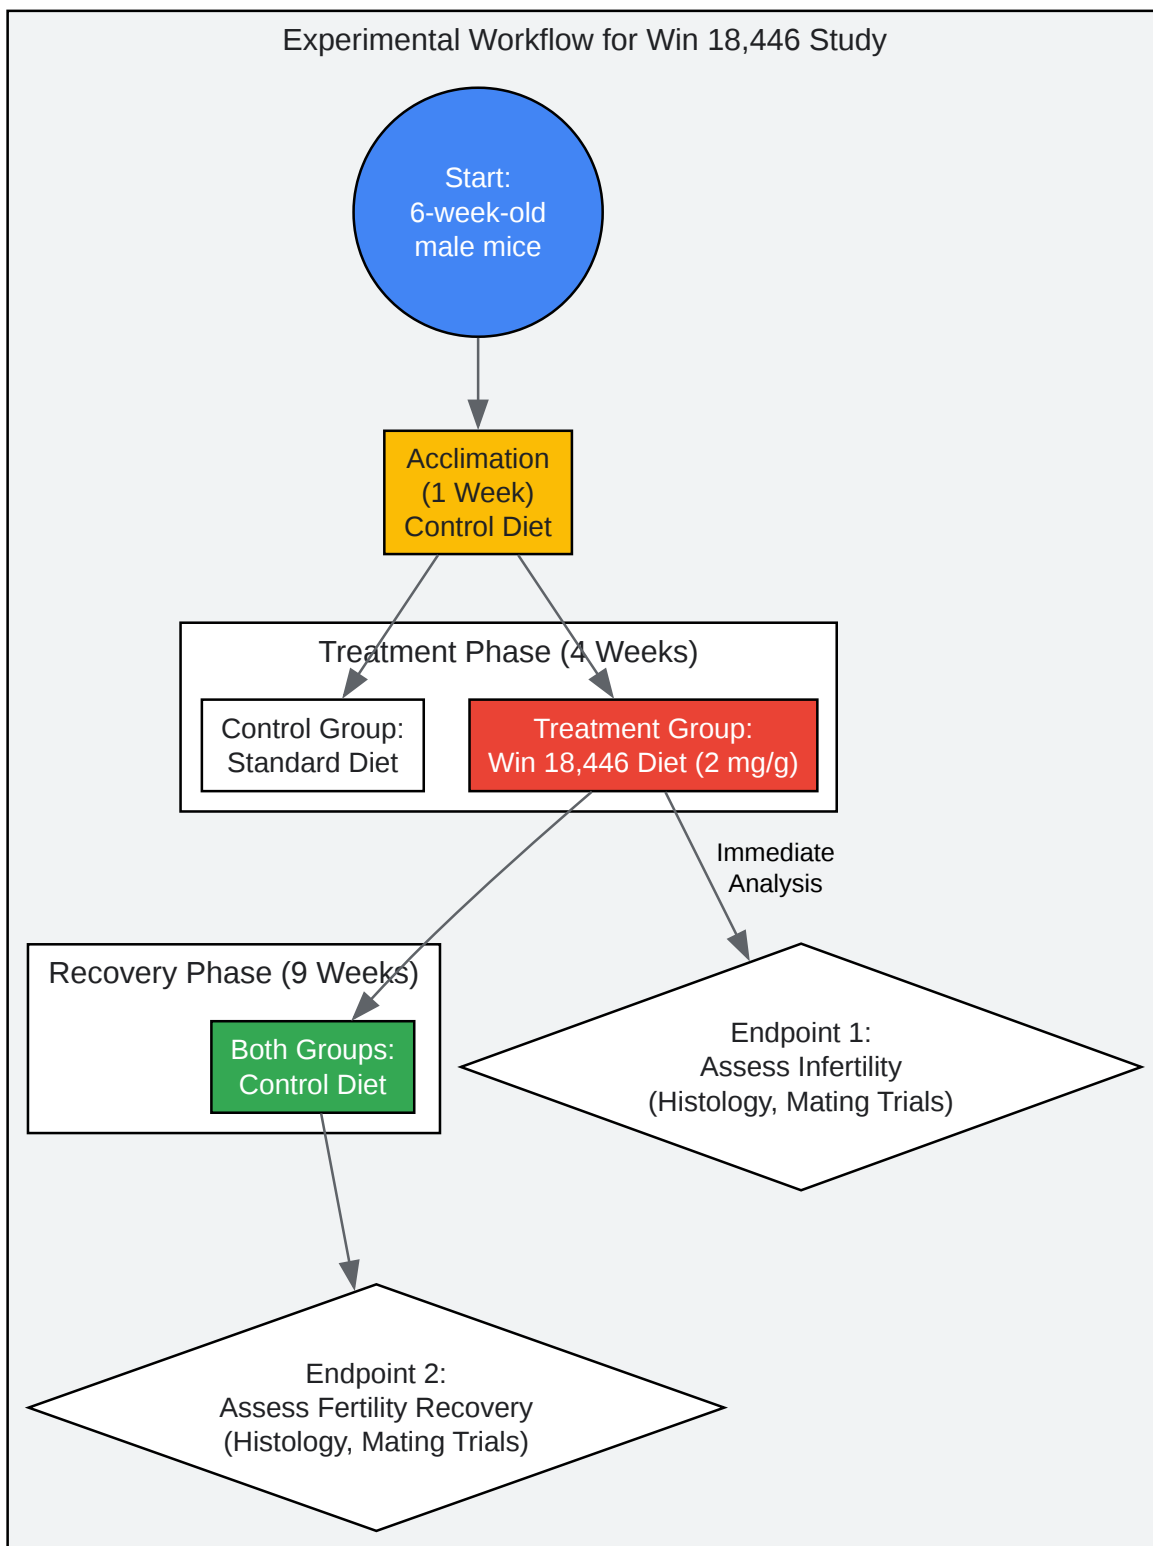 Experimental Workflow for Win 18,446 Study
Start:
6-week-old
male mice
Acclimation
(1 Week)
Control Diet
Treatment Phase (4 Weeks)
Control Group:
Standard Diet
Treatment Group:
Win 18,446 Diet (2 mg/g)
Immediate
Analysis
Recovery Phase (9 Weeks)
Both Groups:
Control Diet
Endpoint 1:
Assess Infertility
(Histology, Mating Trials)
Endpoint 2:
Assess Fertility Recovery
(Histology, Mating Trials)